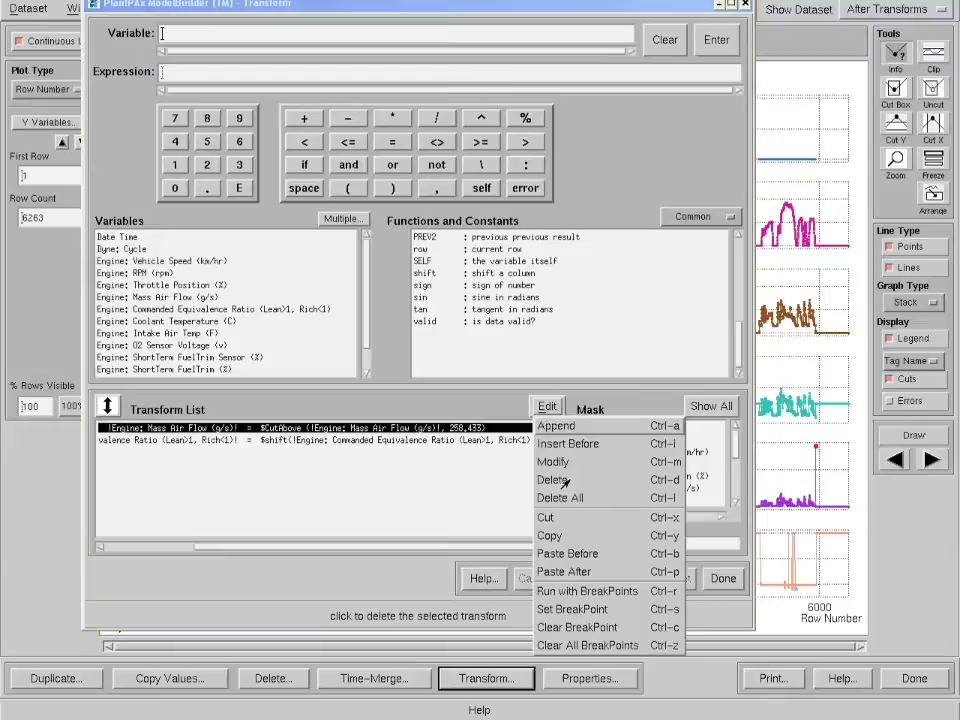 PlantPAx ModelBuilder (TM) - Transform
Dataset
Show Dataset
After Transforms
Continuous
Plot Type
Row Number
Y Variables...
First Row
1
Row Count
6263
% Rows Visible
100
100%
Variable:
Clear
Enter
Expression:
7 8 9
4 5 6
1 2 3
0 . E
+ - * / ^ %
< <= = <> >= >
if and or not \ :
space ( ) , self error
Variables
Multiple...
Functions and Constants
Common
Date Time
Dyno: Cycle
Engine: Vehicle Speed (km/hr)
Engine: RPM (rpm)
Engine: Throttle Position (%)
Engine: Mass Air Flow (g/s)
Engine: Commanded Equivalence Ratio (Lean>1, Rich<1)
Engine: Coolant Temperature (C)
Engine: Intake Air Temp (F)
Engine: O2 Sensor Voltage (v)
Engine: ShortTerm FuelTrim Sensor (%)
Engine: ShortTerm FuelTrim (%)
PREV2 : previous previous result
row : current row
SELF : the variable itself
shift : shift a column
sign : sign of number
sin : sine in radians
tan : tangent in radians
valid : is data valid?
Transform List
Edit
Mask
Show All
!Engine: Mass Air Flow (g/s)! = $CutAbove (!Engine: Mass Air Flow (g/s)!, 258.433)
valence Ratio (Lean>1, Rich<1)! = $shift(!Engine: Commanded Equivalence Ratio (Lean>1, Rich<1)
m/hr)
n (%)
/s)
Append Ctrl-a
Insert Before Ctrl-i
Modify Ctrl-m
Delete Ctrl-d
Delete All Ctrl-l
Cut Ctrl-x
Copy Ctrl-y
Paste Before Ctrl-b
Paste After Ctrl-p
Run with BreakPoints Ctrl-r
Set BreakPoint Ctrl-s
Clear BreakPoint Ctrl-c
Clear All BreakPoints Ctrl-z
Help...
Done
click to delete the selected transform
6000
Row Number
Tools
Info
Clip
Cut Box
Uncut
Cut Y
Cut X
Zoom
Freeze
Arrange
Line Type
Points
Lines
Graph Type
Stack
Display
Legend
Tag Name
Cuts
Errors
Draw
Duplicate...
Copy Values...
Delete...
Time-Merge...
Transform...
Properties...
Print...
Help...
Done
Help